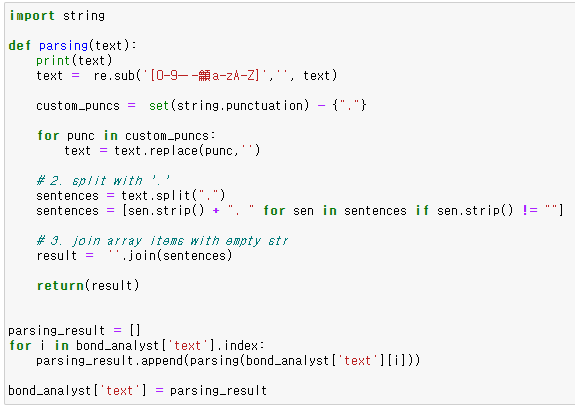 import string

def parsing(text):
    print(text)
    text =  re.sub('[0-9一-龥a-zA-Z]','', text)

    custom_puncs =  set(string.punctuation) - {"."}

    for punc in custom_puncs:
        text = text.replace(punc,'')

    # 2. split with '.'
    sentences = text.split(".")
    sentences = [sen.strip() + ". " for sen in sentences if sen.strip() != ""]

    # 3. join array items with empty str
    result =  ''.join(sentences)

    return(result)


parsing_result = []
for i in bond_analyst['text'].index:
    parsing_result.append(parsing(bond_analyst['text'][i]))

bond_analyst['text'] = parsing_result